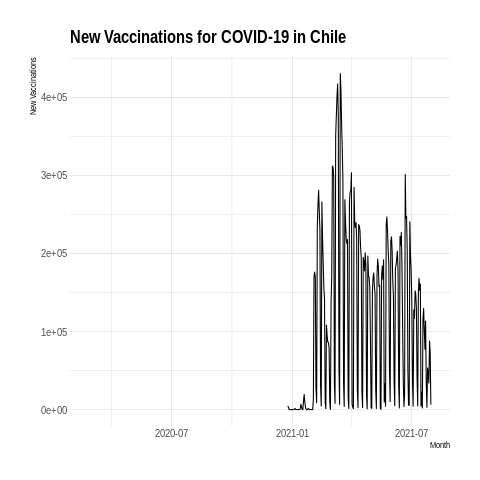 New Vaccinations for COVID-19 in Chile
New Vaccinations
4e+05
3e+05
2e+05
1e+05
0e+00
2020-07
2021-01
2021-07
Month